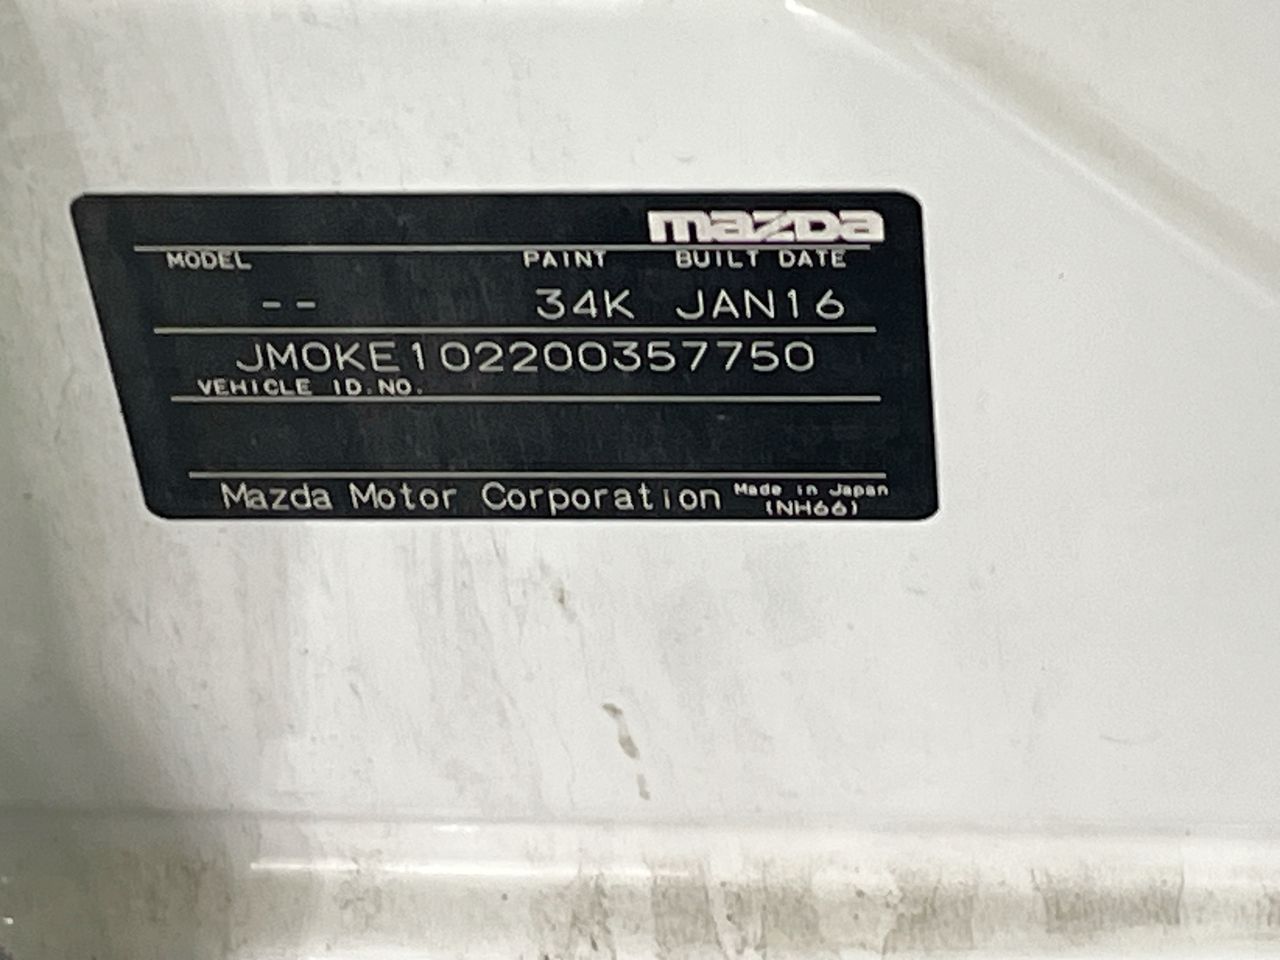 mazda
MODEL PAINT BUILT DATE
-- 34K JAN16
JM0KE102200357750
VEHICLE ID.NO.
Mazda Motor Corporation Made in Japan
(NH66)